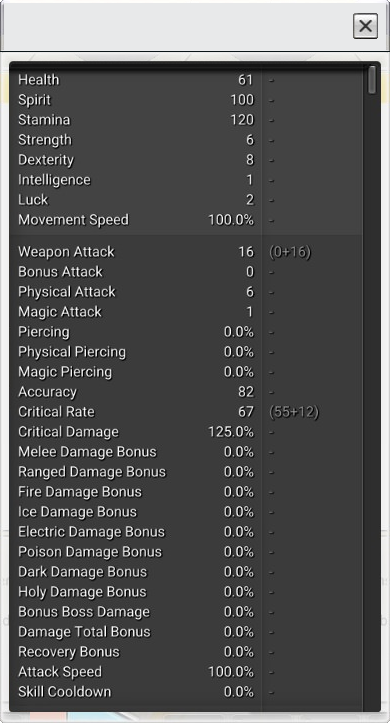 Health 61 -
Spirit 100 -
Stamina 120 -
Strength 6 -
Dexterity 8 -
Intelligence 1 -
Luck 2 -
Movement Speed 100.0% -
Weapon Attack 16 (0+16)
Bonus Attack 0 -
Physical Attack 6 -
Magic Attack 1 -
Piercing 0.0% -
Physical Piercing 0.0% -
Magic Piercing 0.0% -
Accuracy 82 -
Critical Rate 67 (55+12)
Critical Damage 125.0% -
Melee Damage Bonus 0.0% -
Ranged Damage Bonus 0.0% -
Fire Damage Bonus 0.0% -
Ice Damage Bonus 0.0% -
Electric Damage Bonus 0.0% -
Poison Damage Bonus 0.0% -
Dark Damage Bonus 0.0% -
Holy Damage Bonus 0.0% -
Bonus Boss Damage 0.0% -
Damage Total Bonus 0.0% -
Recovery Bonus 0.0% -
Attack Speed 100.0% -
Skill Cooldown 0.0% -